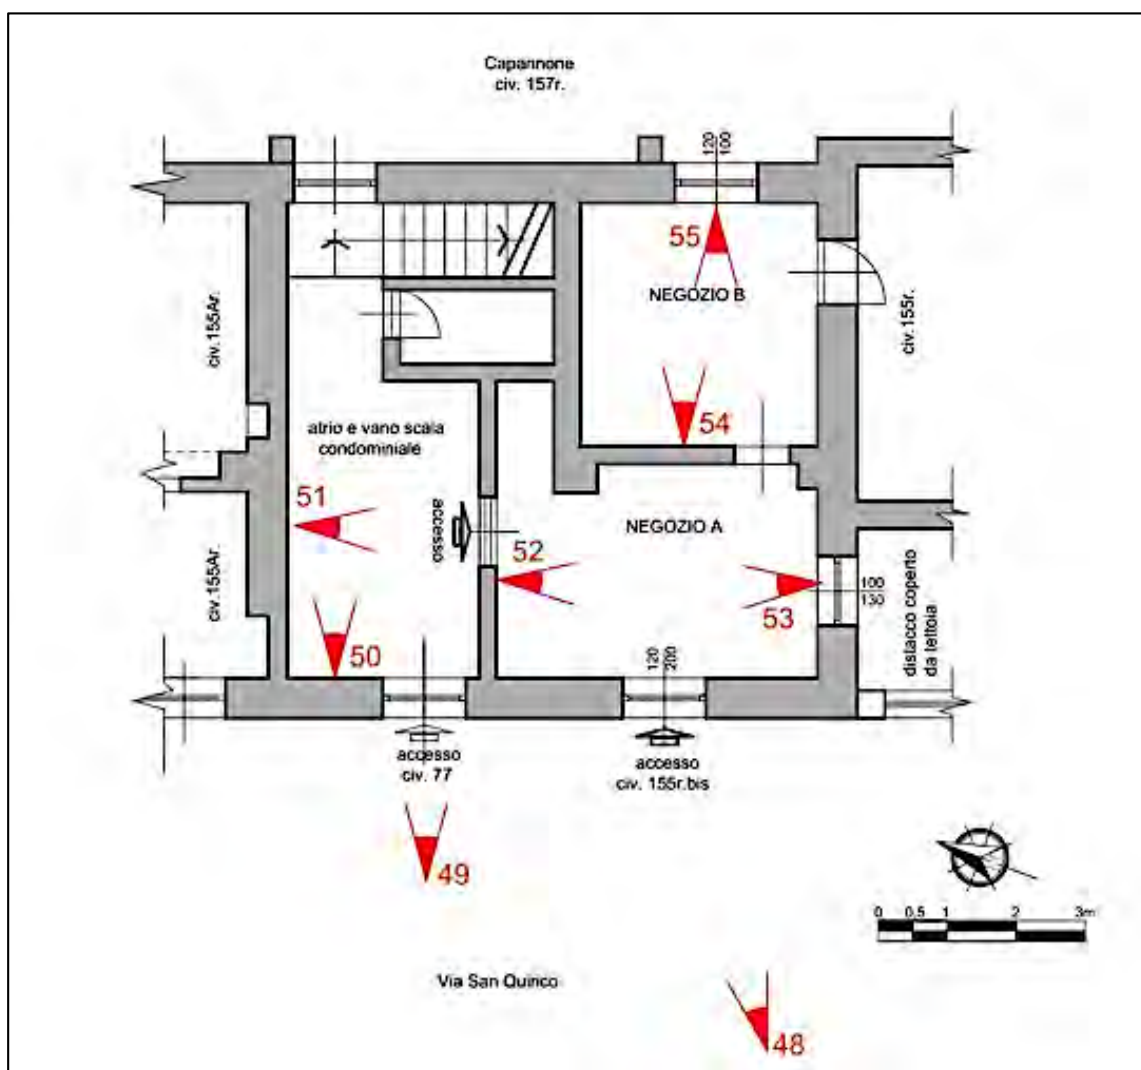 Capannone
civ. 157r.
120
100
55
NEGOZIO B
civ. 155Ar.
civ. 155r.
54
atrio e vano scala
condominiale
51
accesso
NEGOZIO A
52
53
100
130
civ.155Ar.
distacco coperto
da tettoia
50
120
200
accesso
civ. 77
accesso
civ. 155r.bis
49
0 0.5 1 2 3m
Via San Quirico
48